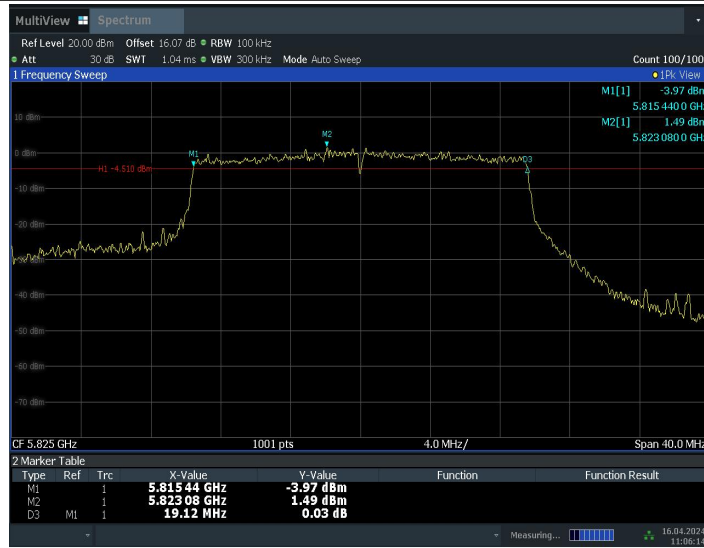 MultiView Spectrum
Ref Level 20.00 dBm Offset 16.07 dB RBW 100 kHz
Att 30 dB SWT 1.04 ms VBW 300 kHz Mode Auto Sweep Count 100/100
1 Frequency Sweep 1Pk View
M1[1] -3.97 dBm
5.815 440 0 GHz
M2[1] 1.49 dBm
5.823 080 0 GHz
10 dBm
M2
0 dBm
M1
D3
H1 -4.510 dBm
-10 dBm
-20 dBm
-30 dBm
-40 dBm
-50 dBm
-60 dBm
-70 dBm
CF 5.825 GHz 1001 pts 4.0 MHz/ Span 40.0 MHz
2 Marker Table
Type Ref Trc X-Value Y-Value Function Function Result
M1 1 5.815 44 GHz -3.97 dBm
M2 1 5.823 08 GHz 1.49 dBm
D3 M1 1 19.12 MHz 0.03 dB
Measuring... 16.04.2024
11:06:14